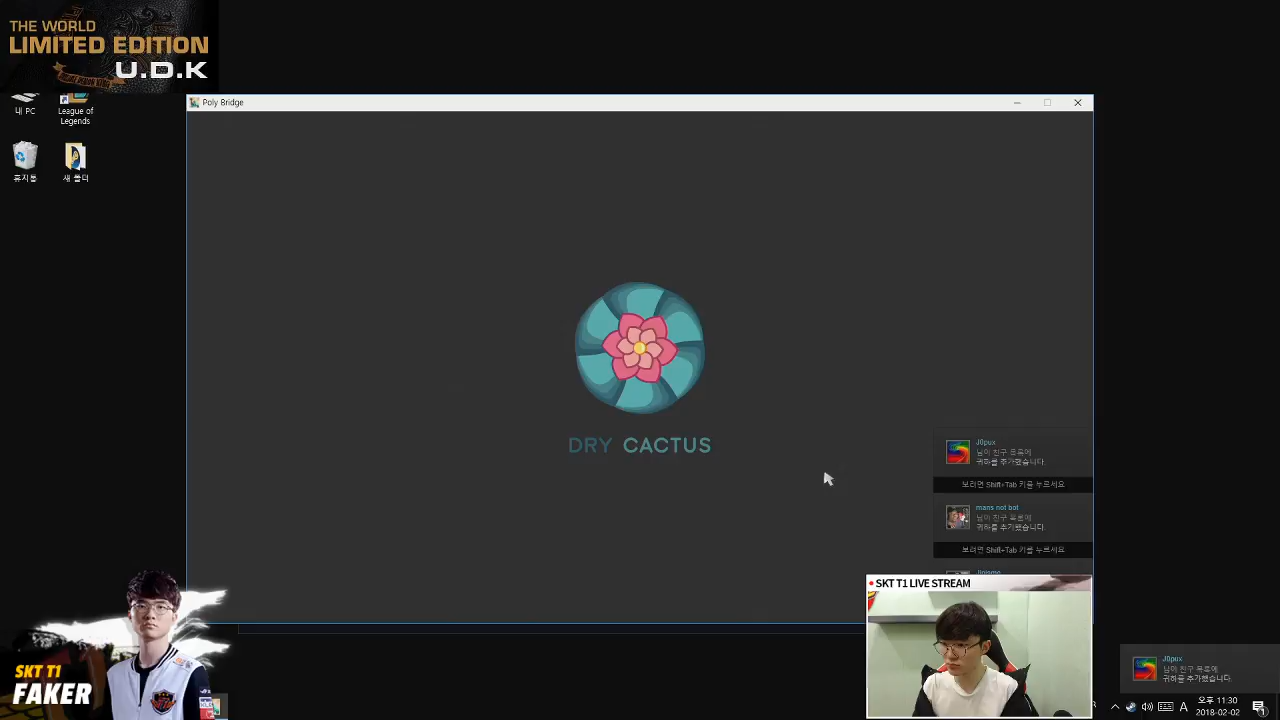 THE WORLD
LIMITED EDITION
U.D.K
내 PC
League of
Legends
휴지통
새 폴더
Poly Bridge
DRY CACTUS
J0pux
님이 친구 목록에
귀하를 추가했습니다.
보려면 Shift+Tab 키를 누르세요
mans not bot
님이 친구 목록에
귀하를 추가했습니다.
보려면 Shift+Tab 키를 누르세요
SKT T1 LIVE STREAM
SKT T1
FAKER
J0pux
님이 친구 목록에
귀하를 추가했습니다.
A
오후 11:30
2018-02-02